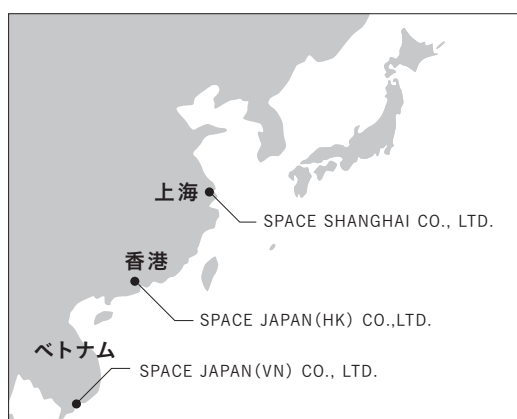 上海
SPACE SHANGHAI CO., LTD.
香港
SPACE JAPAN(HK) CO.,LTD.
ベトナム
SPACE JAPAN(VN) CO., LTD.